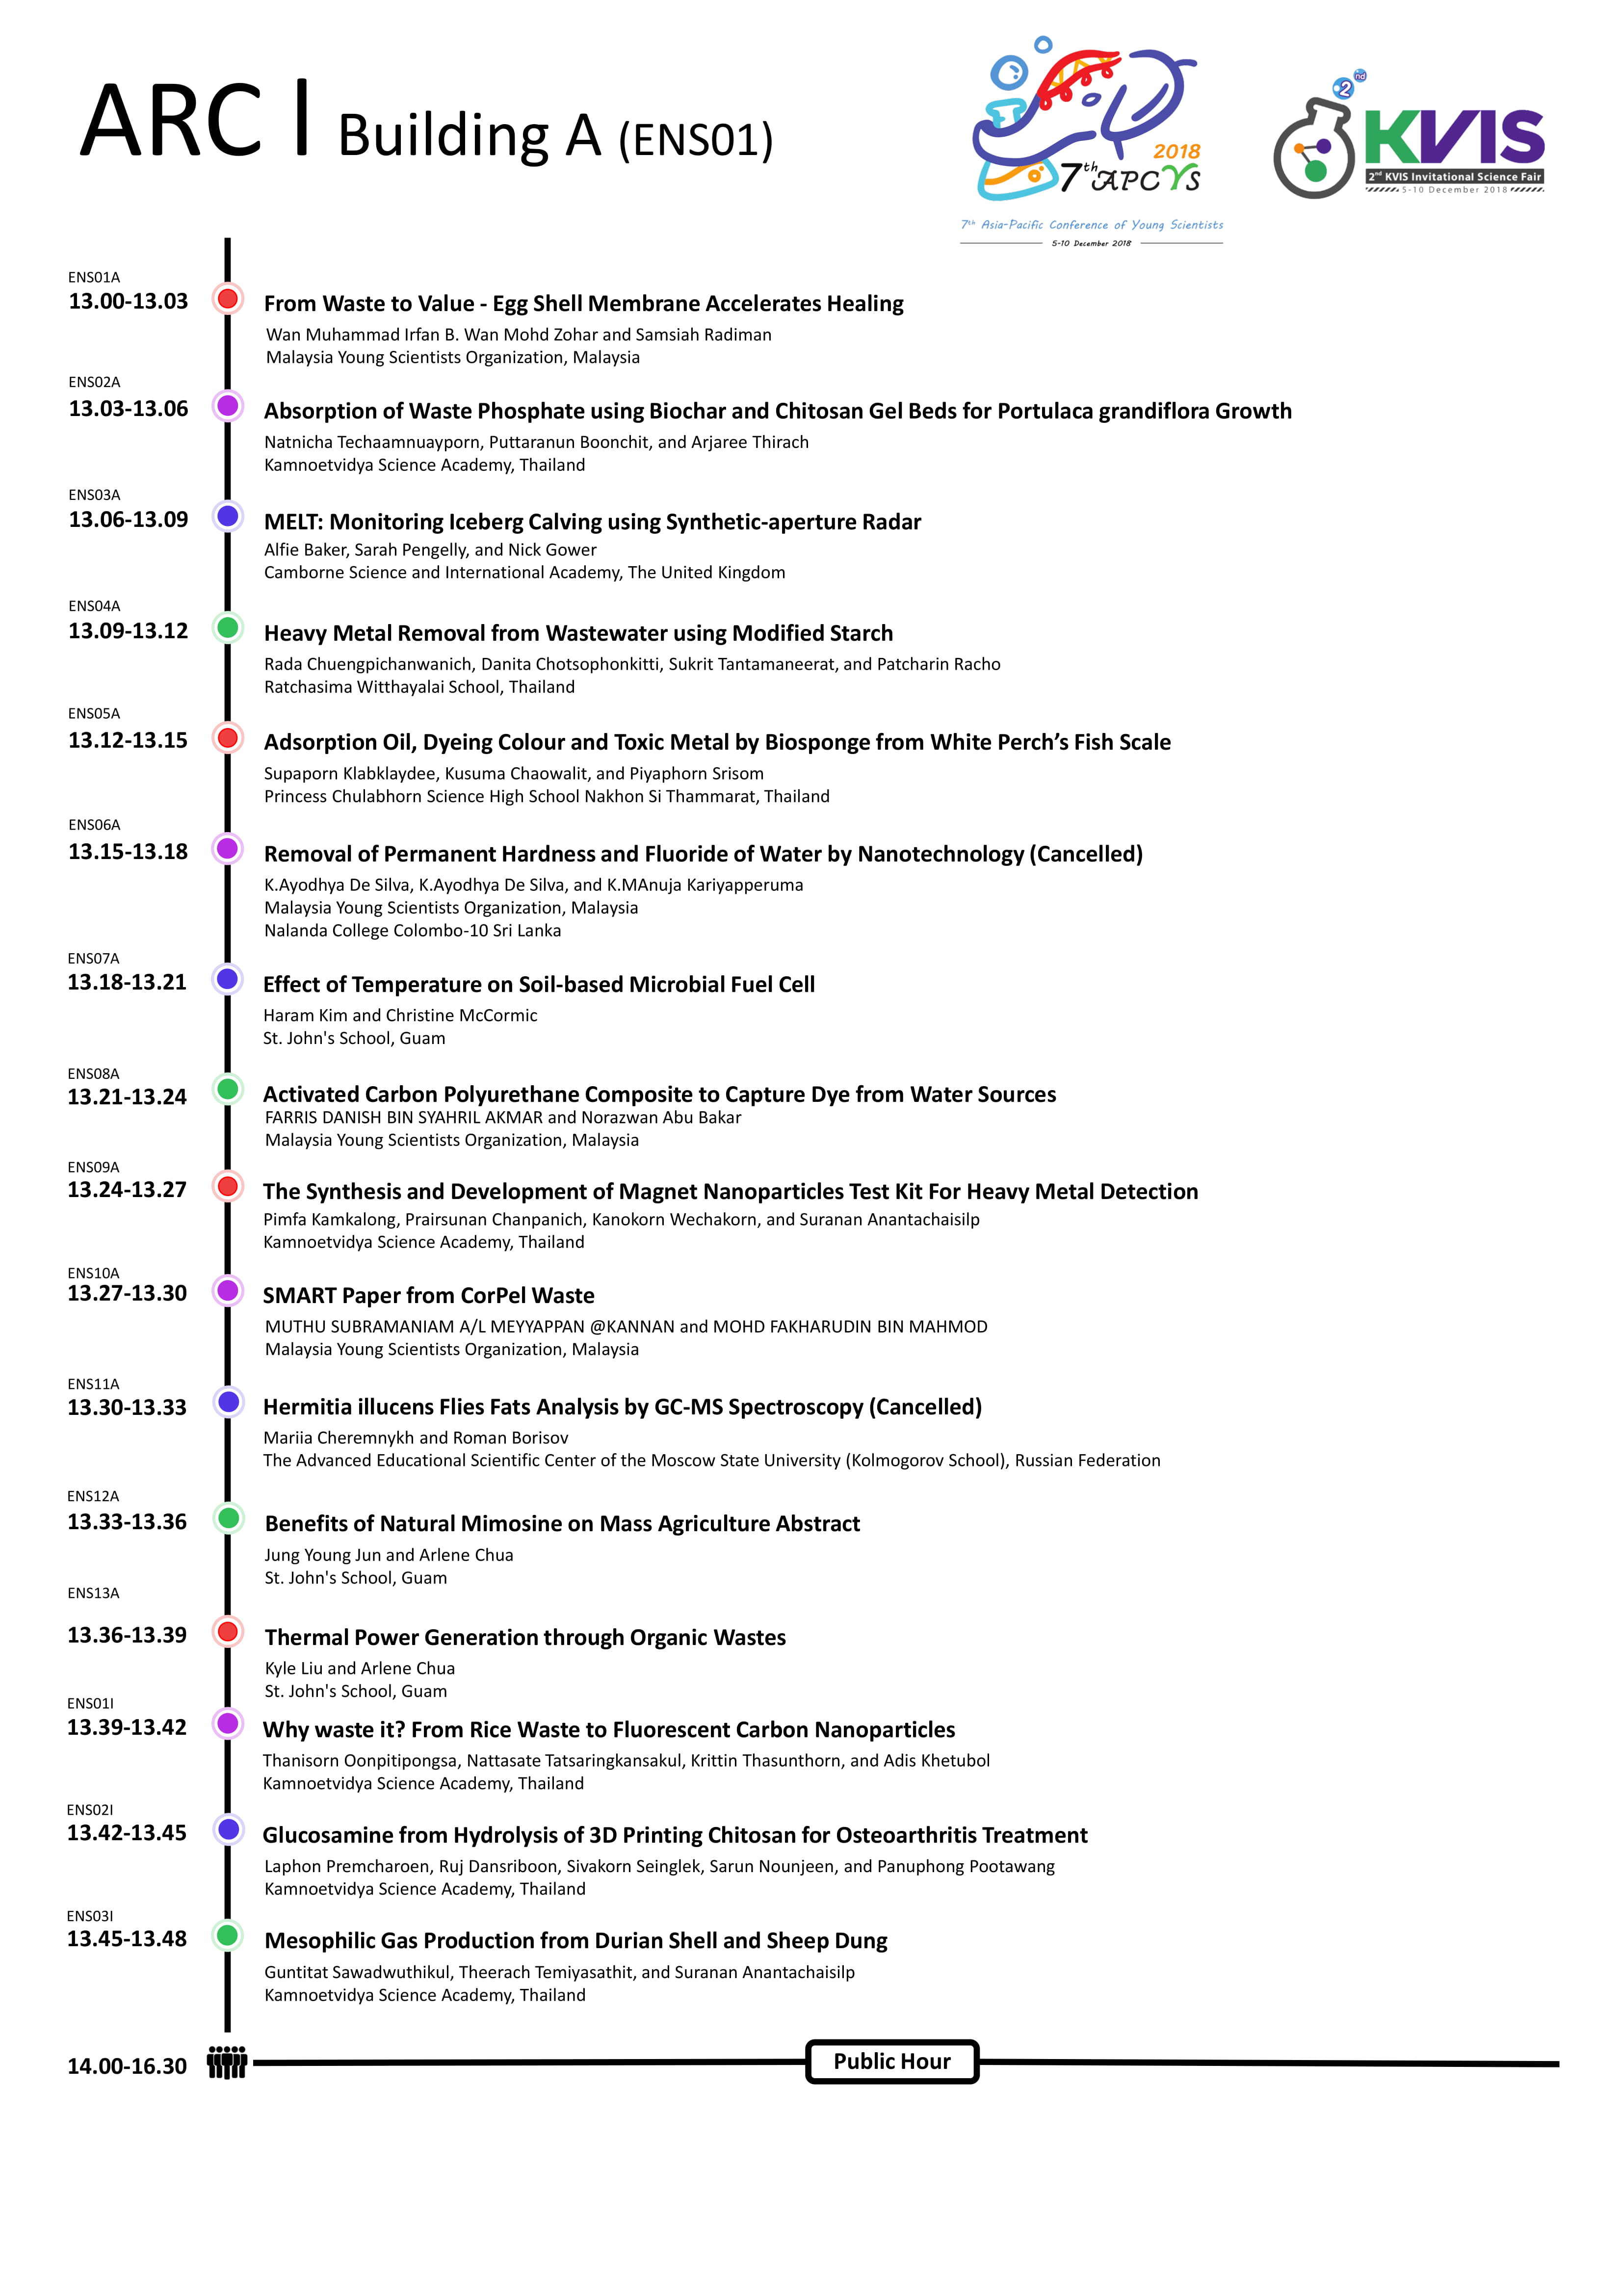 ARC | Building A (ENS01)
2018
7th APCYS
7th Asia-Pacific Conference of Young Scientists
5-10 December 2018
2nd
KVIS
2nd KVIS Invitational Science Fair
5-10 December 2018
ENS01A
13.00-13.03
From Waste to Value - Egg Shell Membrane Accelerates Healing
Wan Muhammad Irfan B. Wan Mohd Zohar and Samsiah Radiman
Malaysia Young Scientists Organization, Malaysia
ENS02A
13.03-13.06
Absorption of Waste Phosphate using Biochar and Chitosan Gel Beds for Portulaca grandiflora Growth
Natnicha Techaamnuayporn, Puttaranun Boonchit, and Arjaree Thirach
Kamnoetvidya Science Academy, Thailand
ENS03A
13.06-13.09
MELT: Monitoring Iceberg Calving using Synthetic-aperture Radar
Alfie Baker, Sarah Pengelly, and Nick Gower
Camborne Science and International Academy, The United Kingdom
ENS04A
13.09-13.12
Heavy Metal Removal from Wastewater using Modified Starch
Rada Chuengpichanwanich, Danita Chotsophonkitti, Sukrit Tantamaneerat, and Patcharin Racho
Ratchasima Witthayalai School, Thailand
ENS05A
13.12-13.15
Adsorption Oil, Dyeing Colour and Toxic Metal by Biosponge from White Perch’s Fish Scale
Supaporn Klabklaydee, Kusuma Chaowalit, and Piyaphorn Srisom
Princess Chulabhorn Science High School Nakhon Si Thammarat, Thailand
ENS06A
13.15-13.18
Removal of Permanent Hardness and Fluoride of Water by Nanotechnology (Cancelled)
K.Ayodhya De Silva, K.Ayodhya De Silva, and K.MAnuja Kariyapperuma
Malaysia Young Scientists Organization, Malaysia
Nalanda College Colombo-10 Sri Lanka
ENS07A
13.18-13.21
Effect of Temperature on Soil-based Microbial Fuel Cell
Haram Kim and Christine McCormic
St. John's School, Guam
ENS08A
13.21-13.24
Activated Carbon Polyurethane Composite to Capture Dye from Water Sources
FARRIS DANISH BIN SYAHRIL AKMAR and Norazwan Abu Bakar
Malaysia Young Scientists Organization, Malaysia
ENS09A
13.24-13.27
The Synthesis and Development of Magnet Nanoparticles Test Kit For Heavy Metal Detection
Pimfa Kamkalong, Prairsunan Chanpanich, Kanokorn Wechakorn, and Suranan Anantachaisilp
Kamnoetvidya Science Academy, Thailand
ENS10A
13.27-13.30
SMART Paper from CorPel Waste
MUTHU SUBRAMANIAM A/L MEYYAPPAN @KANNAN and MOHD FAKHARUDIN BIN MAHMOD
Malaysia Young Scientists Organization, Malaysia
ENS11A
13.30-13.33
Hermitia illucens Flies Fats Analysis by GC-MS Spectroscopy (Cancelled)
Mariia Cheremnykh and Roman Borisov
The Advanced Educational Scientific Center of the Moscow State University (Kolmogorov School), Russian Federation
ENS12A
13.33-13.36
Benefits of Natural Mimosine on Mass Agriculture Abstract
Jung Young Jun and Arlene Chua
St. John's School, Guam
ENS13A
13.36-13.39
Thermal Power Generation through Organic Wastes
Kyle Liu and Arlene Chua
St. John's School, Guam
ENS01I
13.39-13.42
Why waste it? From Rice Waste to Fluorescent Carbon Nanoparticles
Thanisorn Oonpitipongsa, Nattasate Tatsaringkansakul, Krittin Thasunthorn, and Adis Khetubol
Kamnoetvidya Science Academy, Thailand
ENS02I
13.42-13.45
Glucosamine from Hydrolysis of 3D Printing Chitosan for Osteoarthritis Treatment
Laphon Premcharoen, Ruj Dansriboon, Sivakorn Seinglek, Sarun Nounjeen, and Panuphong Pootawang
Kamnoetvidya Science Academy, Thailand
ENS03I
13.45-13.48
Mesophilic Gas Production from Durian Shell and Sheep Dung
Guntitat Sawadwuthikul, Theerach Temiyasathit, and Suranan Anantachaisilp
Kamnoetvidya Science Academy, Thailand
14.00-16.30
Public Hour